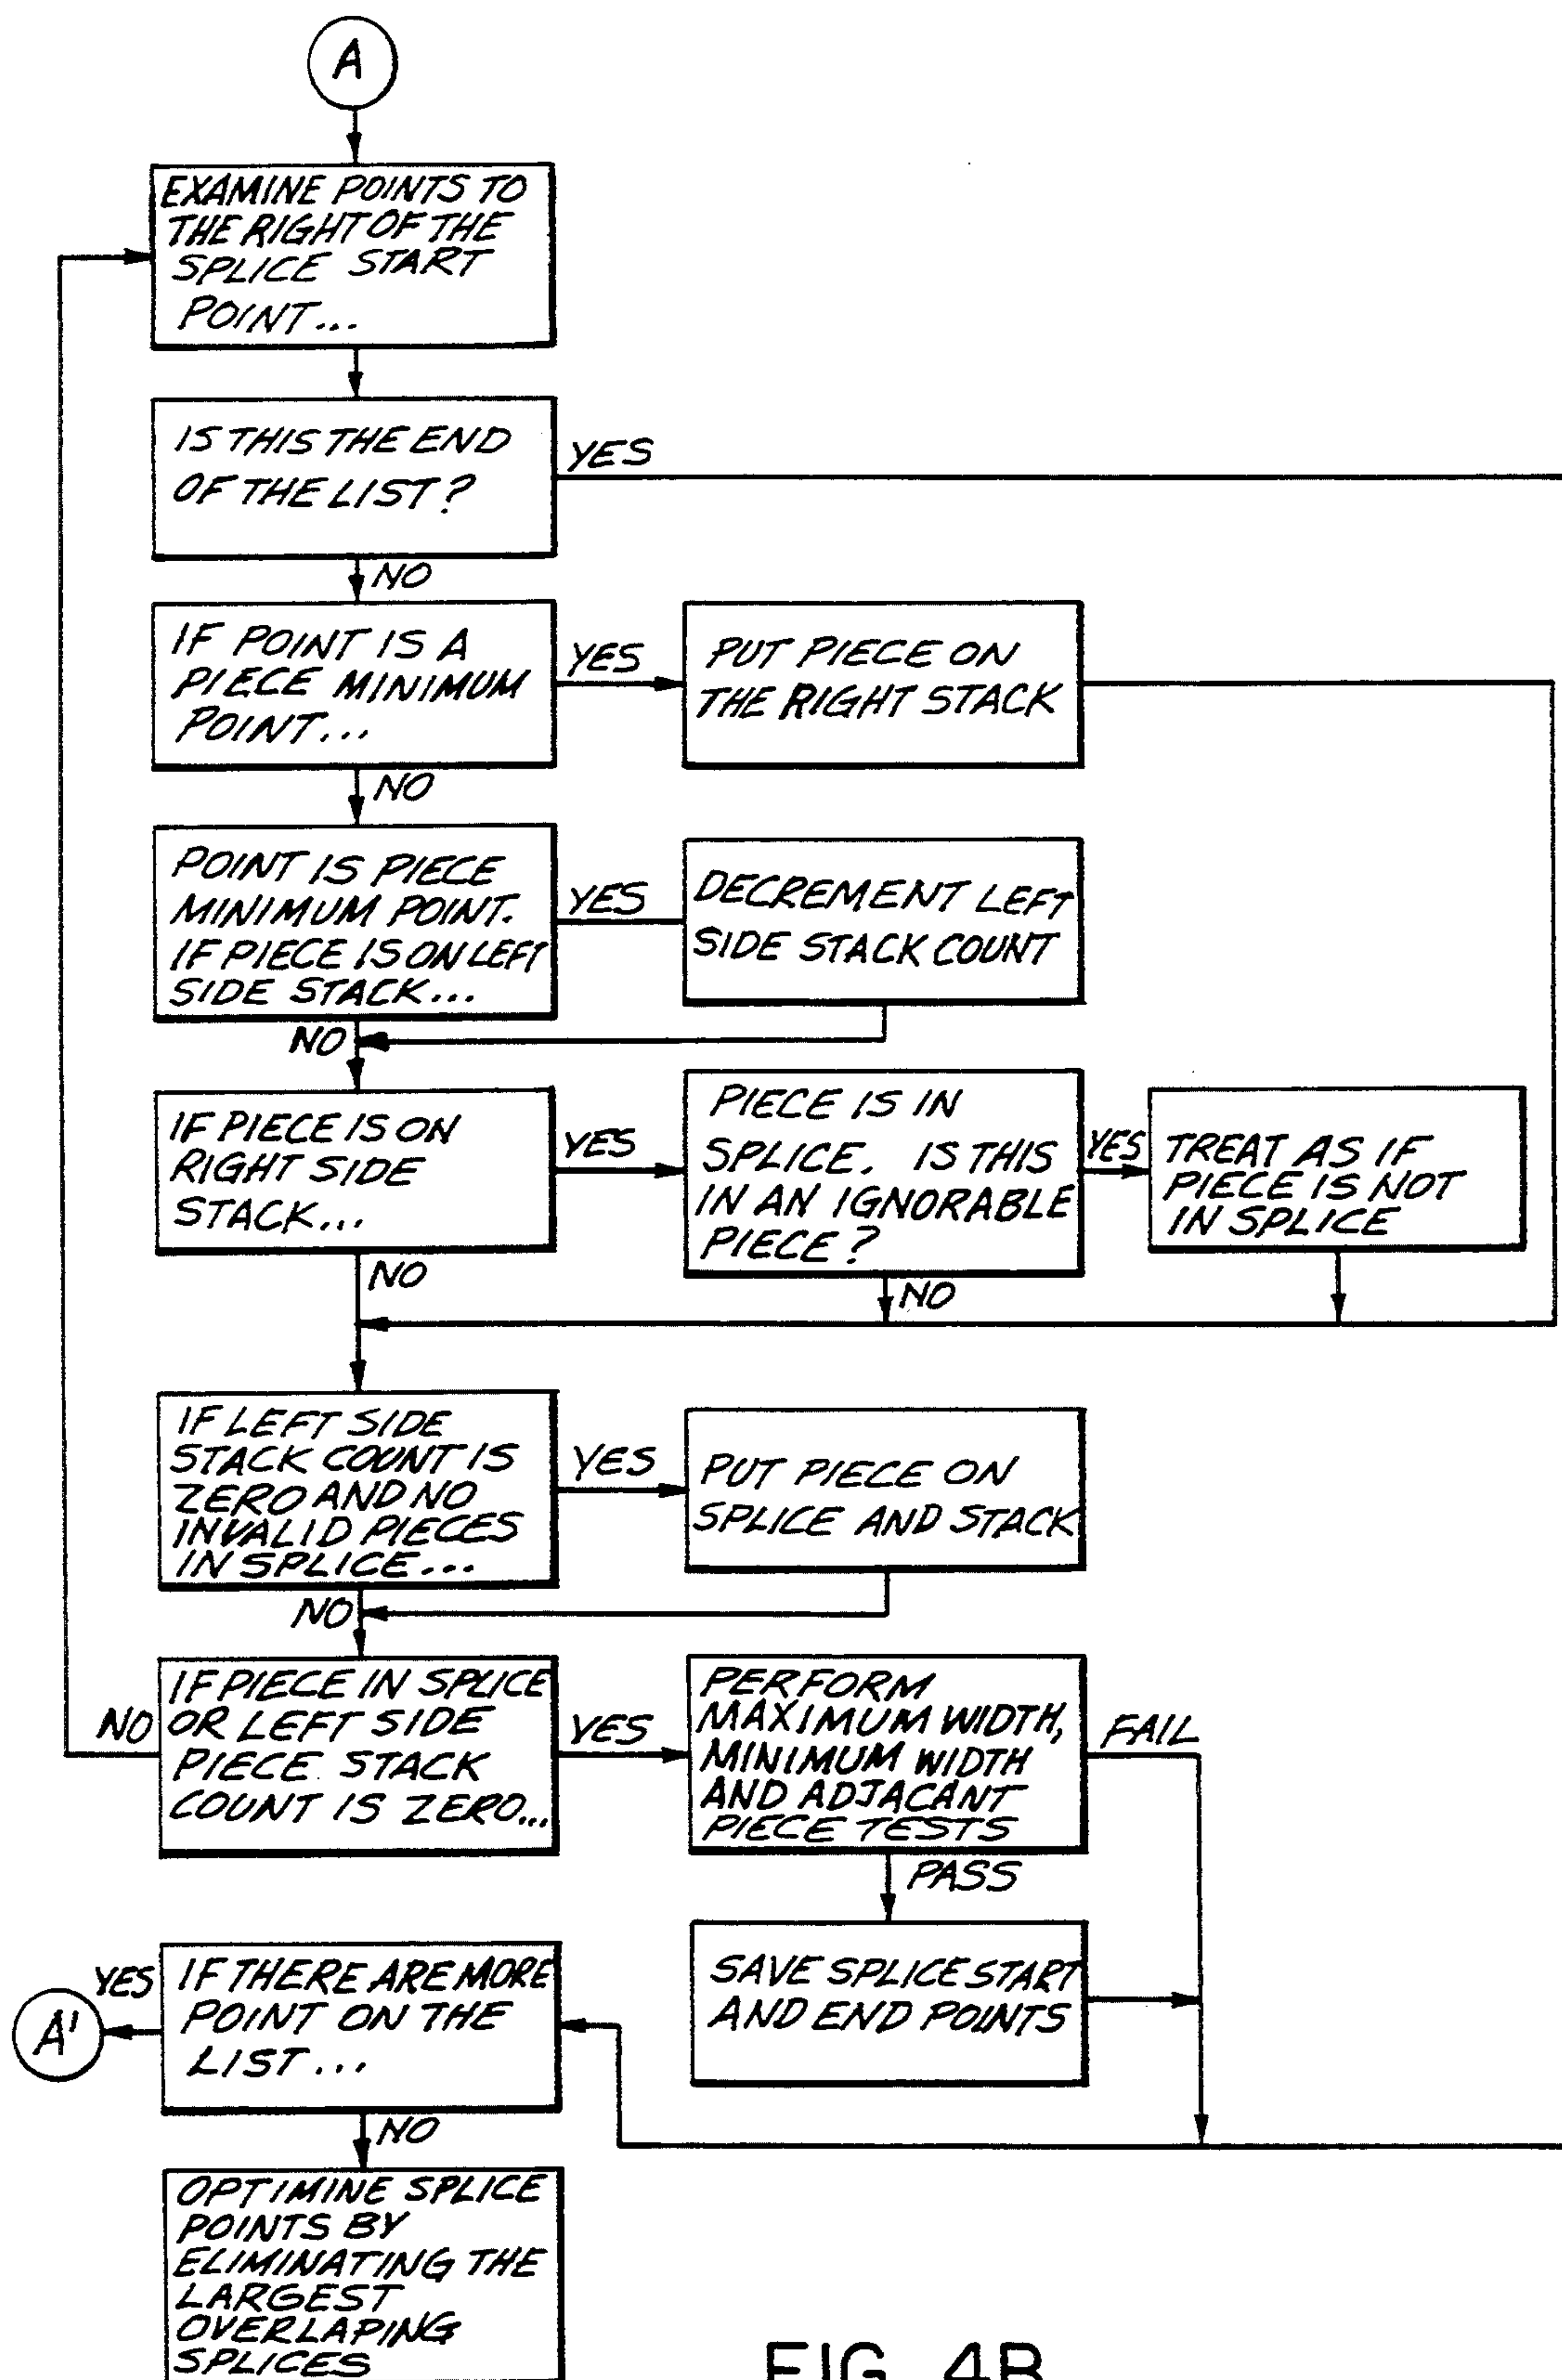 A
EXAMINE POINTS TO
THE RIGHT OF THE
SPLICE START
POINT...
IS THIS THE END
OF THE LIST?
YES
NO
IF POINT IS A
PIECE MINIMUM
POINT...
YES
PUT PIECE ON
THE RIGHT STACK
NO
POINT IS PIECE
MINIMUM POINT.
IF PIECE IS ON LEFT
SIDE STACK...
YES
DECREMENT LEFT
SIDE STACK COUNT
NO
IF PIECE IS ON
RIGHT SIDE
STACK...
YES
PIECE IS IN
SPLICE. IS THIS
IN AN IGNORABLE
PIECE?
YES
TREAT AS IF
PIECE IS NOT
IN SPLICE
NO
NO
IF LEFT SIDE
STACK COUNT IS
ZERO AND NO
INVALID PIECES
IN SPLICE...
YES
PUT PIECE ON
SPLICE AND STACK
NO
IF PIECE IN SPLICE
OR LEFT SIDE
PIECE STACK
COUNT IS ZERO...
NO
YES
PERFORM
MAXIMUM WIDTH,
MINIMUM WIDTH
AND ADJACANT
PIECE TESTS
FAIL
PASS
SAVE SPLICE START
AND END POINTS
IF THERE ARE MORE
POINT ON THE
LIST...
YES
A'
NO
OPTIMINE SPLICE
POINTS BY
ELIMINATING THE
LARGEST
OVERLAPING
SPLICES
FIG. 4B